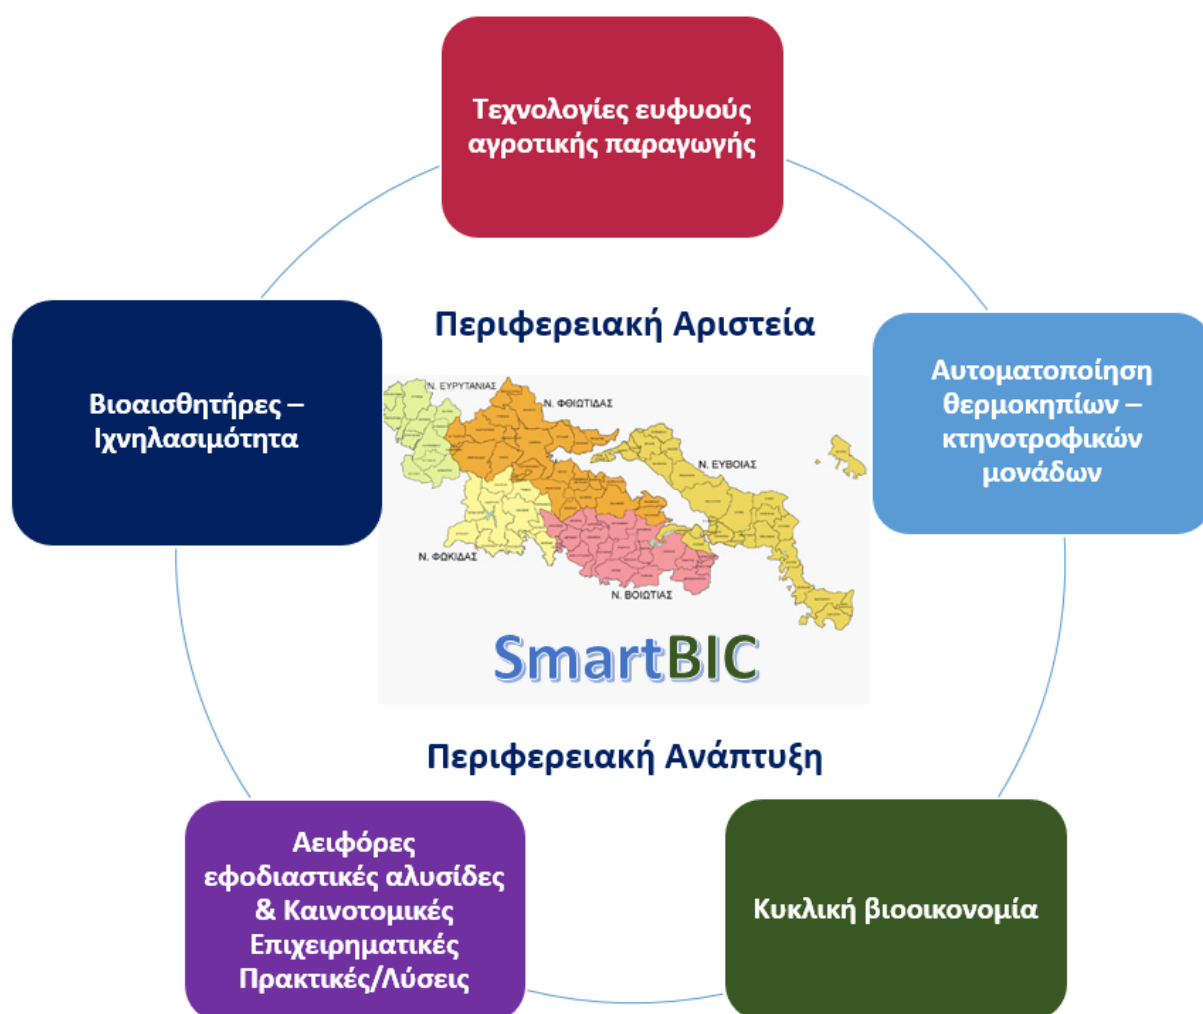 Τεχνολογίες ευφυούς
αγροτικής παραγωγής
Περιφερειακή Αριστεία
Βιοαισθητήρες –
Ιχνηλασιμότητα
Αυτοματοποίηση
θερμοκηπίων –
κτηνοτροφικών
μονάδων
Ν. ΕΥΡΥΤΑΝΙΑΣ
Ν. ΦΘΙΩΤΙΔΑΣ
Ν. ΕΥΒΟΙΑΣ
Ν. ΦΩΚΙΔΑΣ
Ν. ΒΟΙΩΤΙΑΣ
SmartBIC
Περιφερειακή Ανάπτυξη
Αειφόρες
εφοδιαστικές αλυσίδες
& Καινοτομικές
Επιχειρηματικές
Πρακτικές/Λύσεις
Κυκλική βιοοικονομία